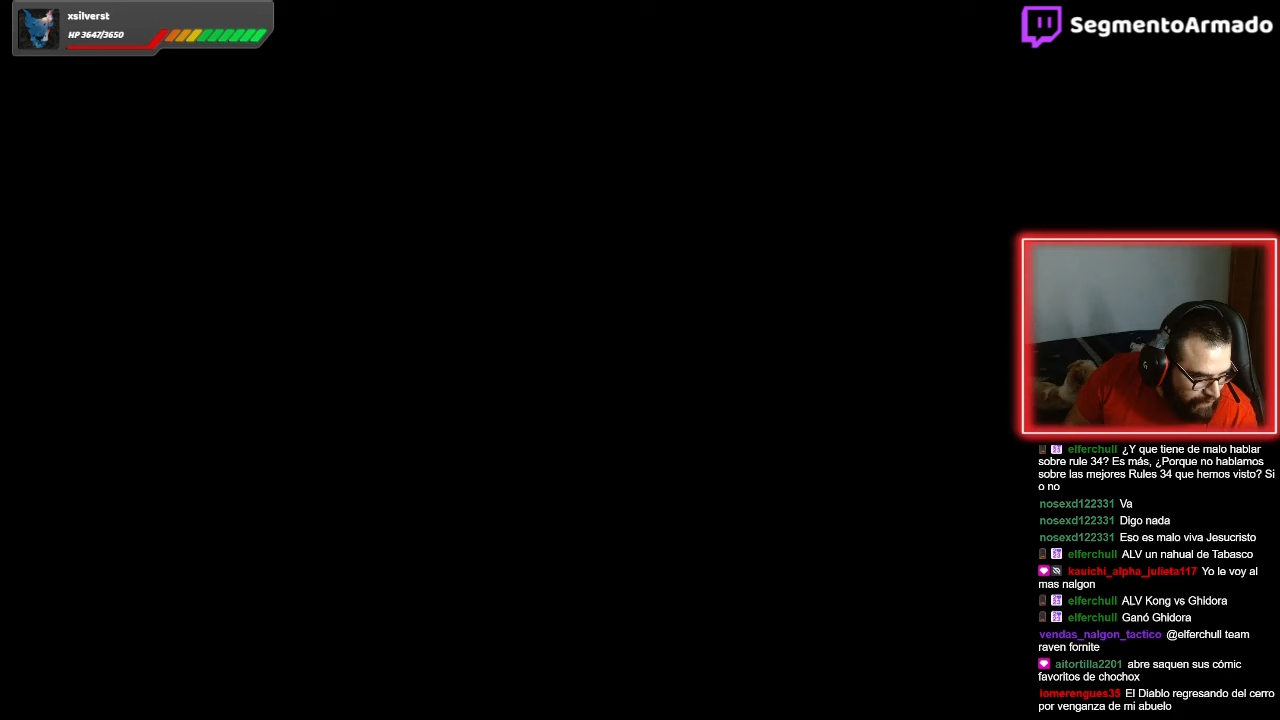 xsilverst
HP 3647/3650
SegmentoArmado
elferchull ¿Y que tiene de malo hablar
sobre rule 34? Es más, ¿Porque no hablamos
sobre las mejores Rules 34 que hemos visto? Si
o no
nosexd122331 Va
nosexd122331 Digo nada
nosexd122331 Eso es malo viva Jesucristo
elferchull ALV un nahual de Tabasco
kauichi_alpha_julieta117 Yo le voy al
mas nalgon
elferchull ALV Kong vs Ghidora
elferchull Ganó Ghidora
vendas_nalgon_tactico @elferchull team
raven fornite
aitortilla2201 abre saquen sus cómic
favoritos de chochox
iomerengues35 El Diablo regresando del cerro
por venganza de mi abuelo